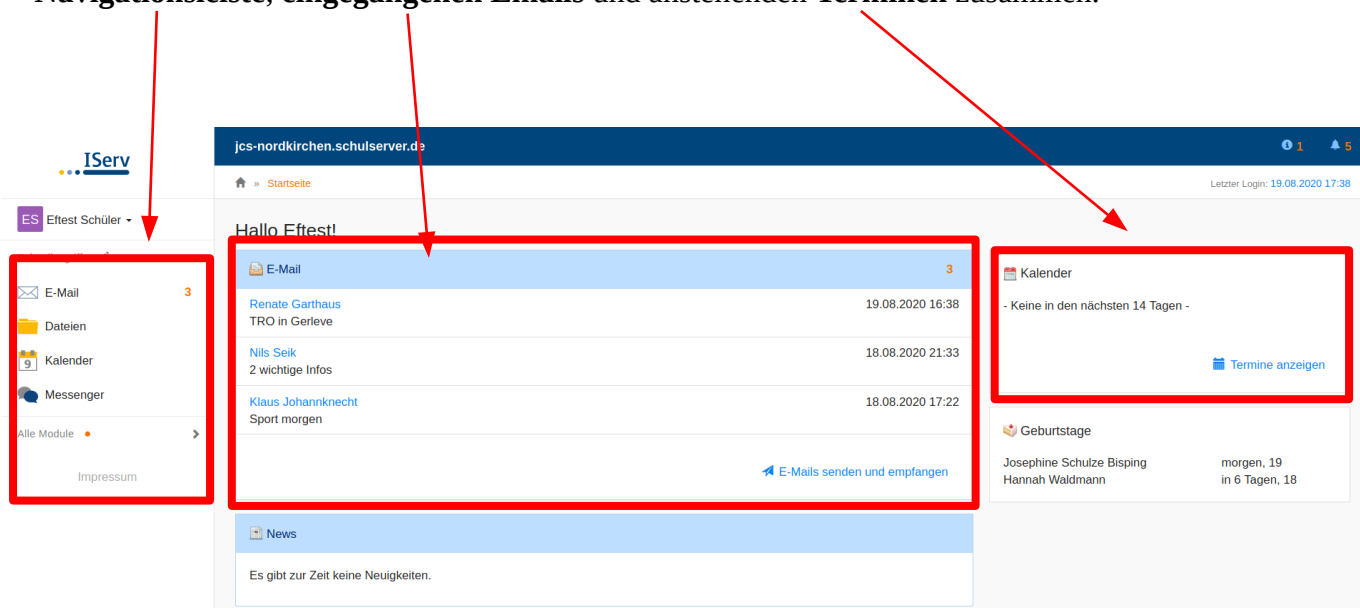 Navigationsleiste, eingegangenen Emails und anstehenden Terminen zusammen.
IServ
jcs-nordkirchen.schulserver.de
1
5
» Startseite
Letzter Login: 19.08.2020 17:38
ES Eftest Schüler
Hallo Eftest!
E-Mail 3
Dateien
9 Kalender
Messenger
Alle Module
Impressum
E-Mail 3
Renate Garthaus 19.08.2020 16:38
TRO in Gerleve
Nils Seik 18.08.2020 21:33
2 wichtige Infos
Klaus Johannknecht 18.08.2020 17:22
Sport morgen
E-Mails senden und empfangen
News
Es gibt zur Zeit keine Neuigkeiten.
Kalender
- Keine in den nächsten 14 Tagen -
Termine anzeigen
Geburtstage
Josephine Schulze Bisping morgen, 19
Hannah Waldmann in 6 Tagen, 18